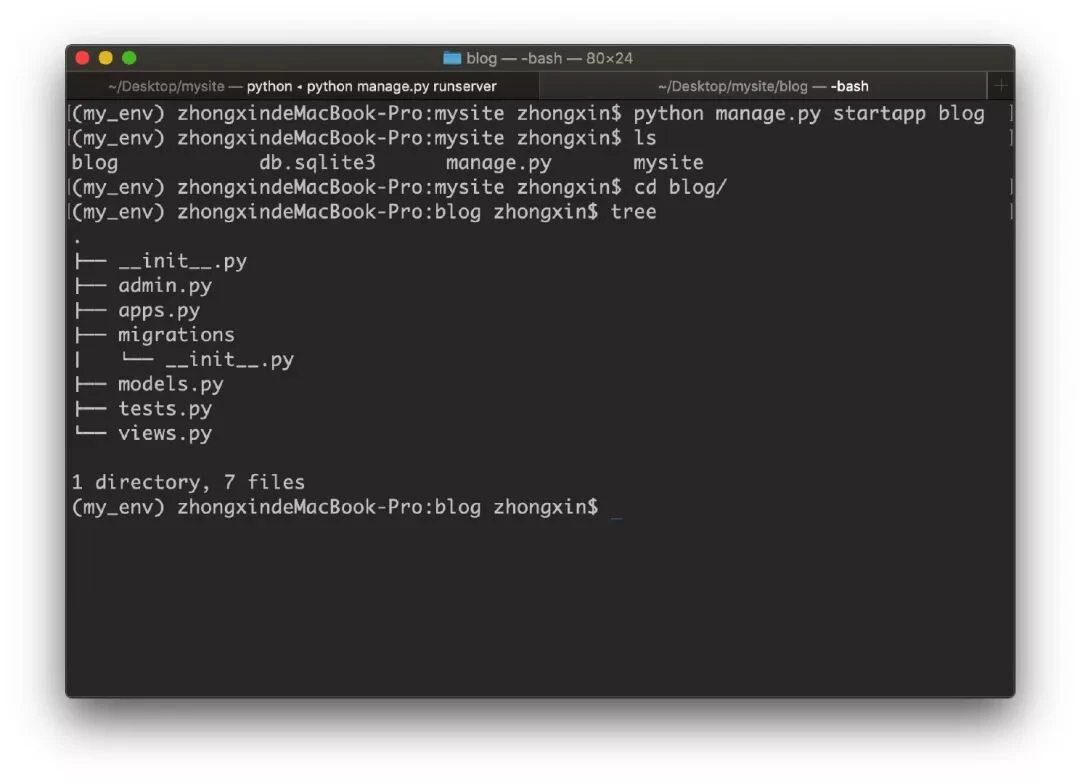 blog — -bash — 80×24
~/Desktop/mysite — python ◂ python manage.py runserver
~/Desktop/mysite/blog — -bash
+
[(my_env) zhongxindeMacBook-Pro:mysite zhongxin$ python manage.py startapp blog ]
[(my_env) zhongxindeMacBook-Pro:mysite zhongxin$ ls ]
blog db.sqlite3 manage.py mysite
[(my_env) zhongxindeMacBook-Pro:mysite zhongxin$ cd blog/ ]
[(my_env) zhongxindeMacBook-Pro:blog zhongxin$ tree ]
.
├── __init__.py
├── admin.py
├── apps.py
├── migrations
│   └── __init__.py
├── models.py
├── tests.py
└── views.py
1 directory, 7 files
(my_env) zhongxindeMacBook-Pro:blog zhongxin$ _